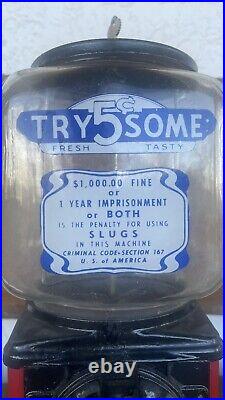 5¢
TRY SOME
FRESH TASTY
$1,000.00 FINE
or
1 YEAR IMPRISONMENT
or BOTH
IS THE PENALTY FOR USING
SLUGS
IN THIS MACHINE
CRIMINAL CODE-SECTION 167
U.S. of AMERICA